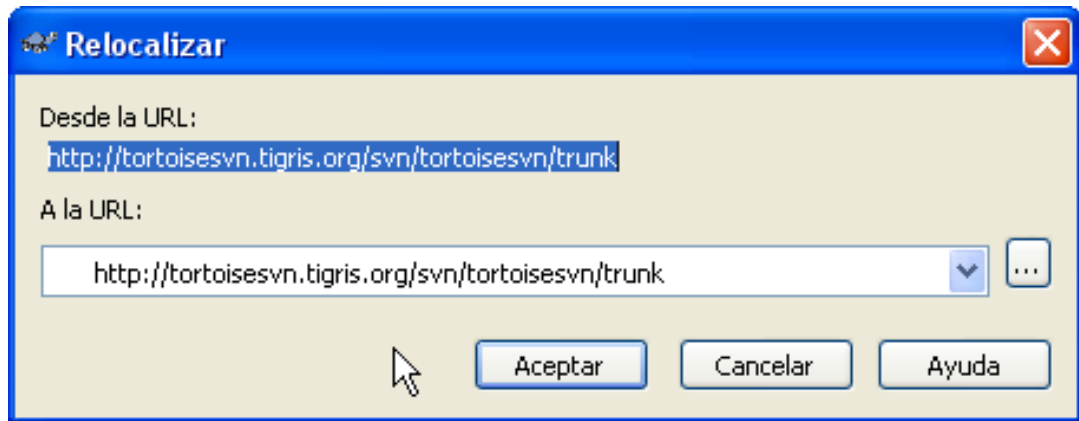 Relocalizar
Desde la URL:
http://tortoisesvn.tigris.org/svn/tortoisesvn/trunk
A la URL:
http://tortoisesvn.tigris.org/svn/tortoisesvn/trunk
...
Aceptar Cancelar Ayuda